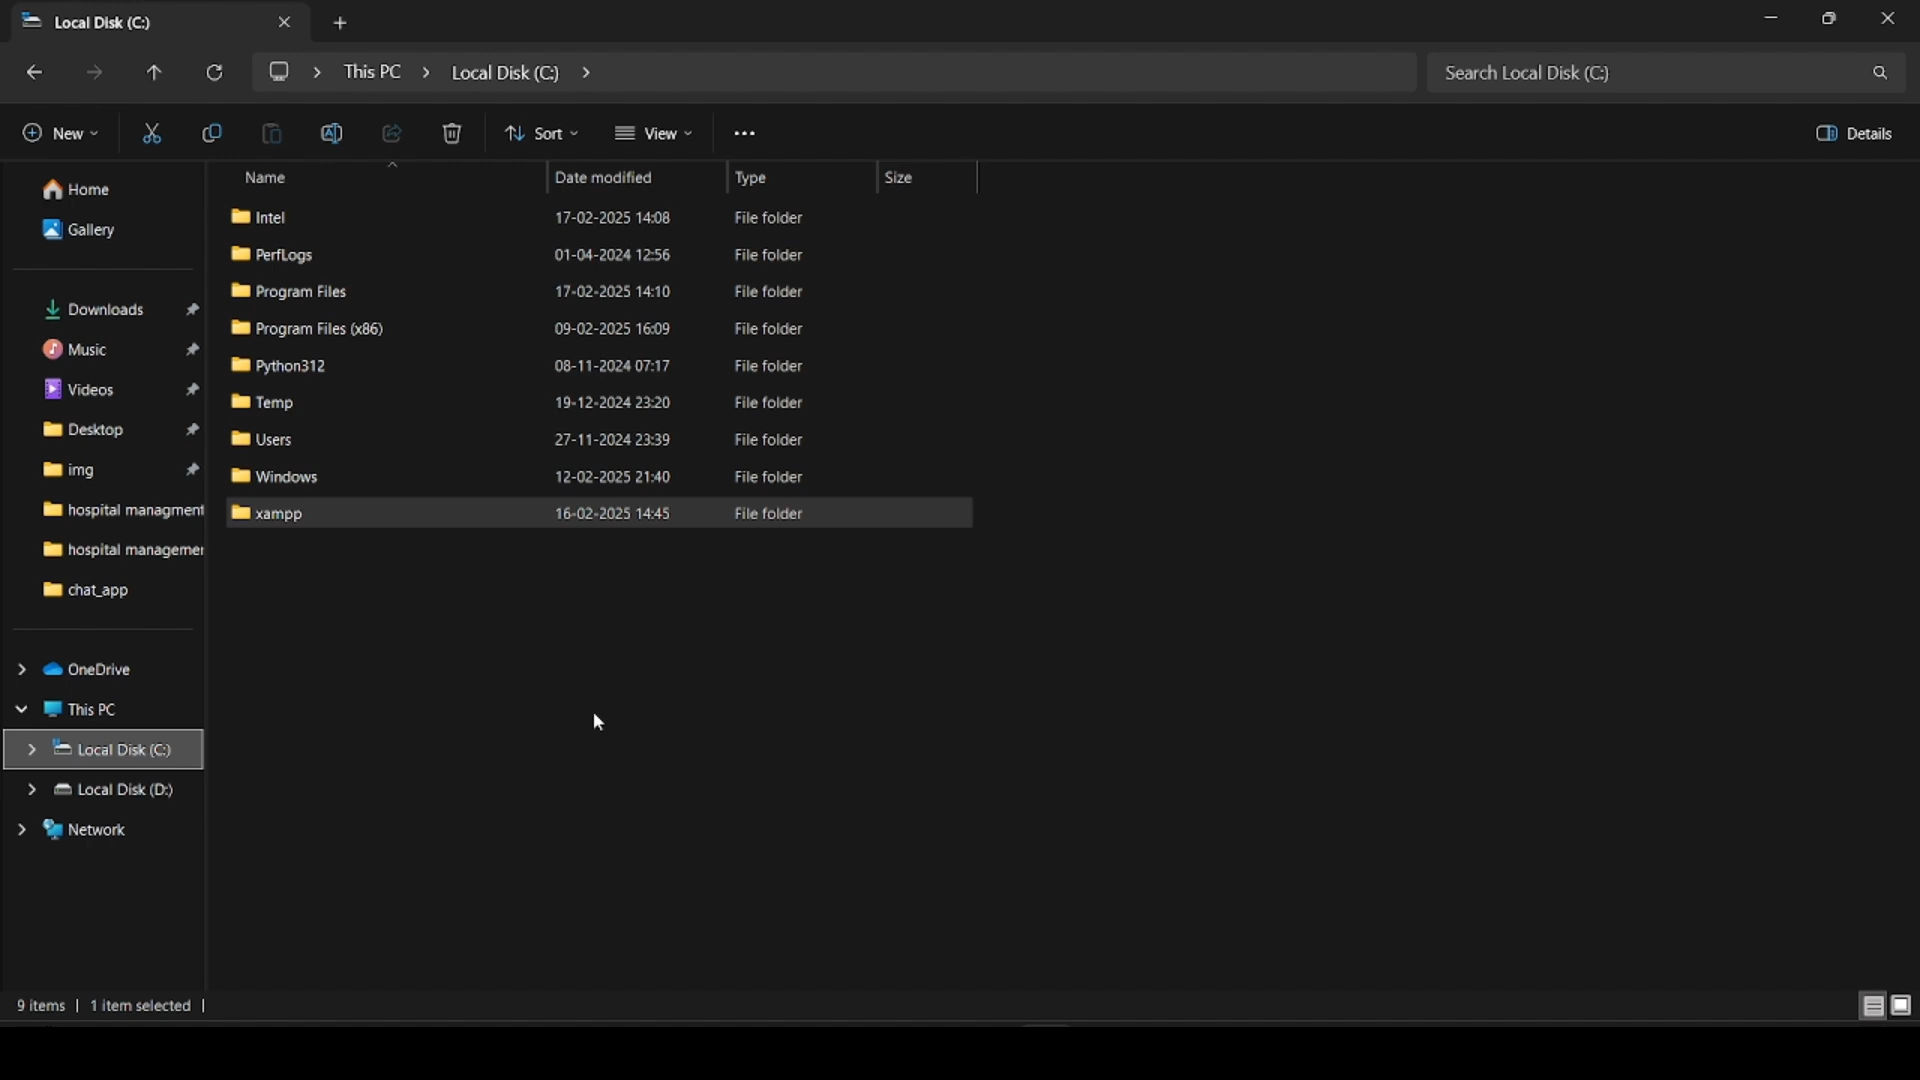 Local Disk (C:)
This PC
Local Disk (C:)
Search Local Disk (C:)
New
Sort
View
Details
Home
Gallery
Downloads
Music
Videos
Desktop
img
hospital managment
hospital managemen
chat_app
OneDrive
This PC
Local Disk (C:)
Local Disk (D:)
Network
Name Date modified Type Size
Intel 17-02-2025 14:08 File folder
PerfLogs 01-04-2024 12:56 File folder
Program Files 17-02-2025 14:10 File folder
Program Files (x86) 09-02-2025 16:09 File folder
Python312 08-11-2024 07:17 File folder
Temp 19-12-2024 23:20 File folder
Users 27-11-2024 23:39 File folder
Windows 12-02-2025 21:40 File folder
xampp 16-02-2025 14:45 File folder
9 items 1 item selected